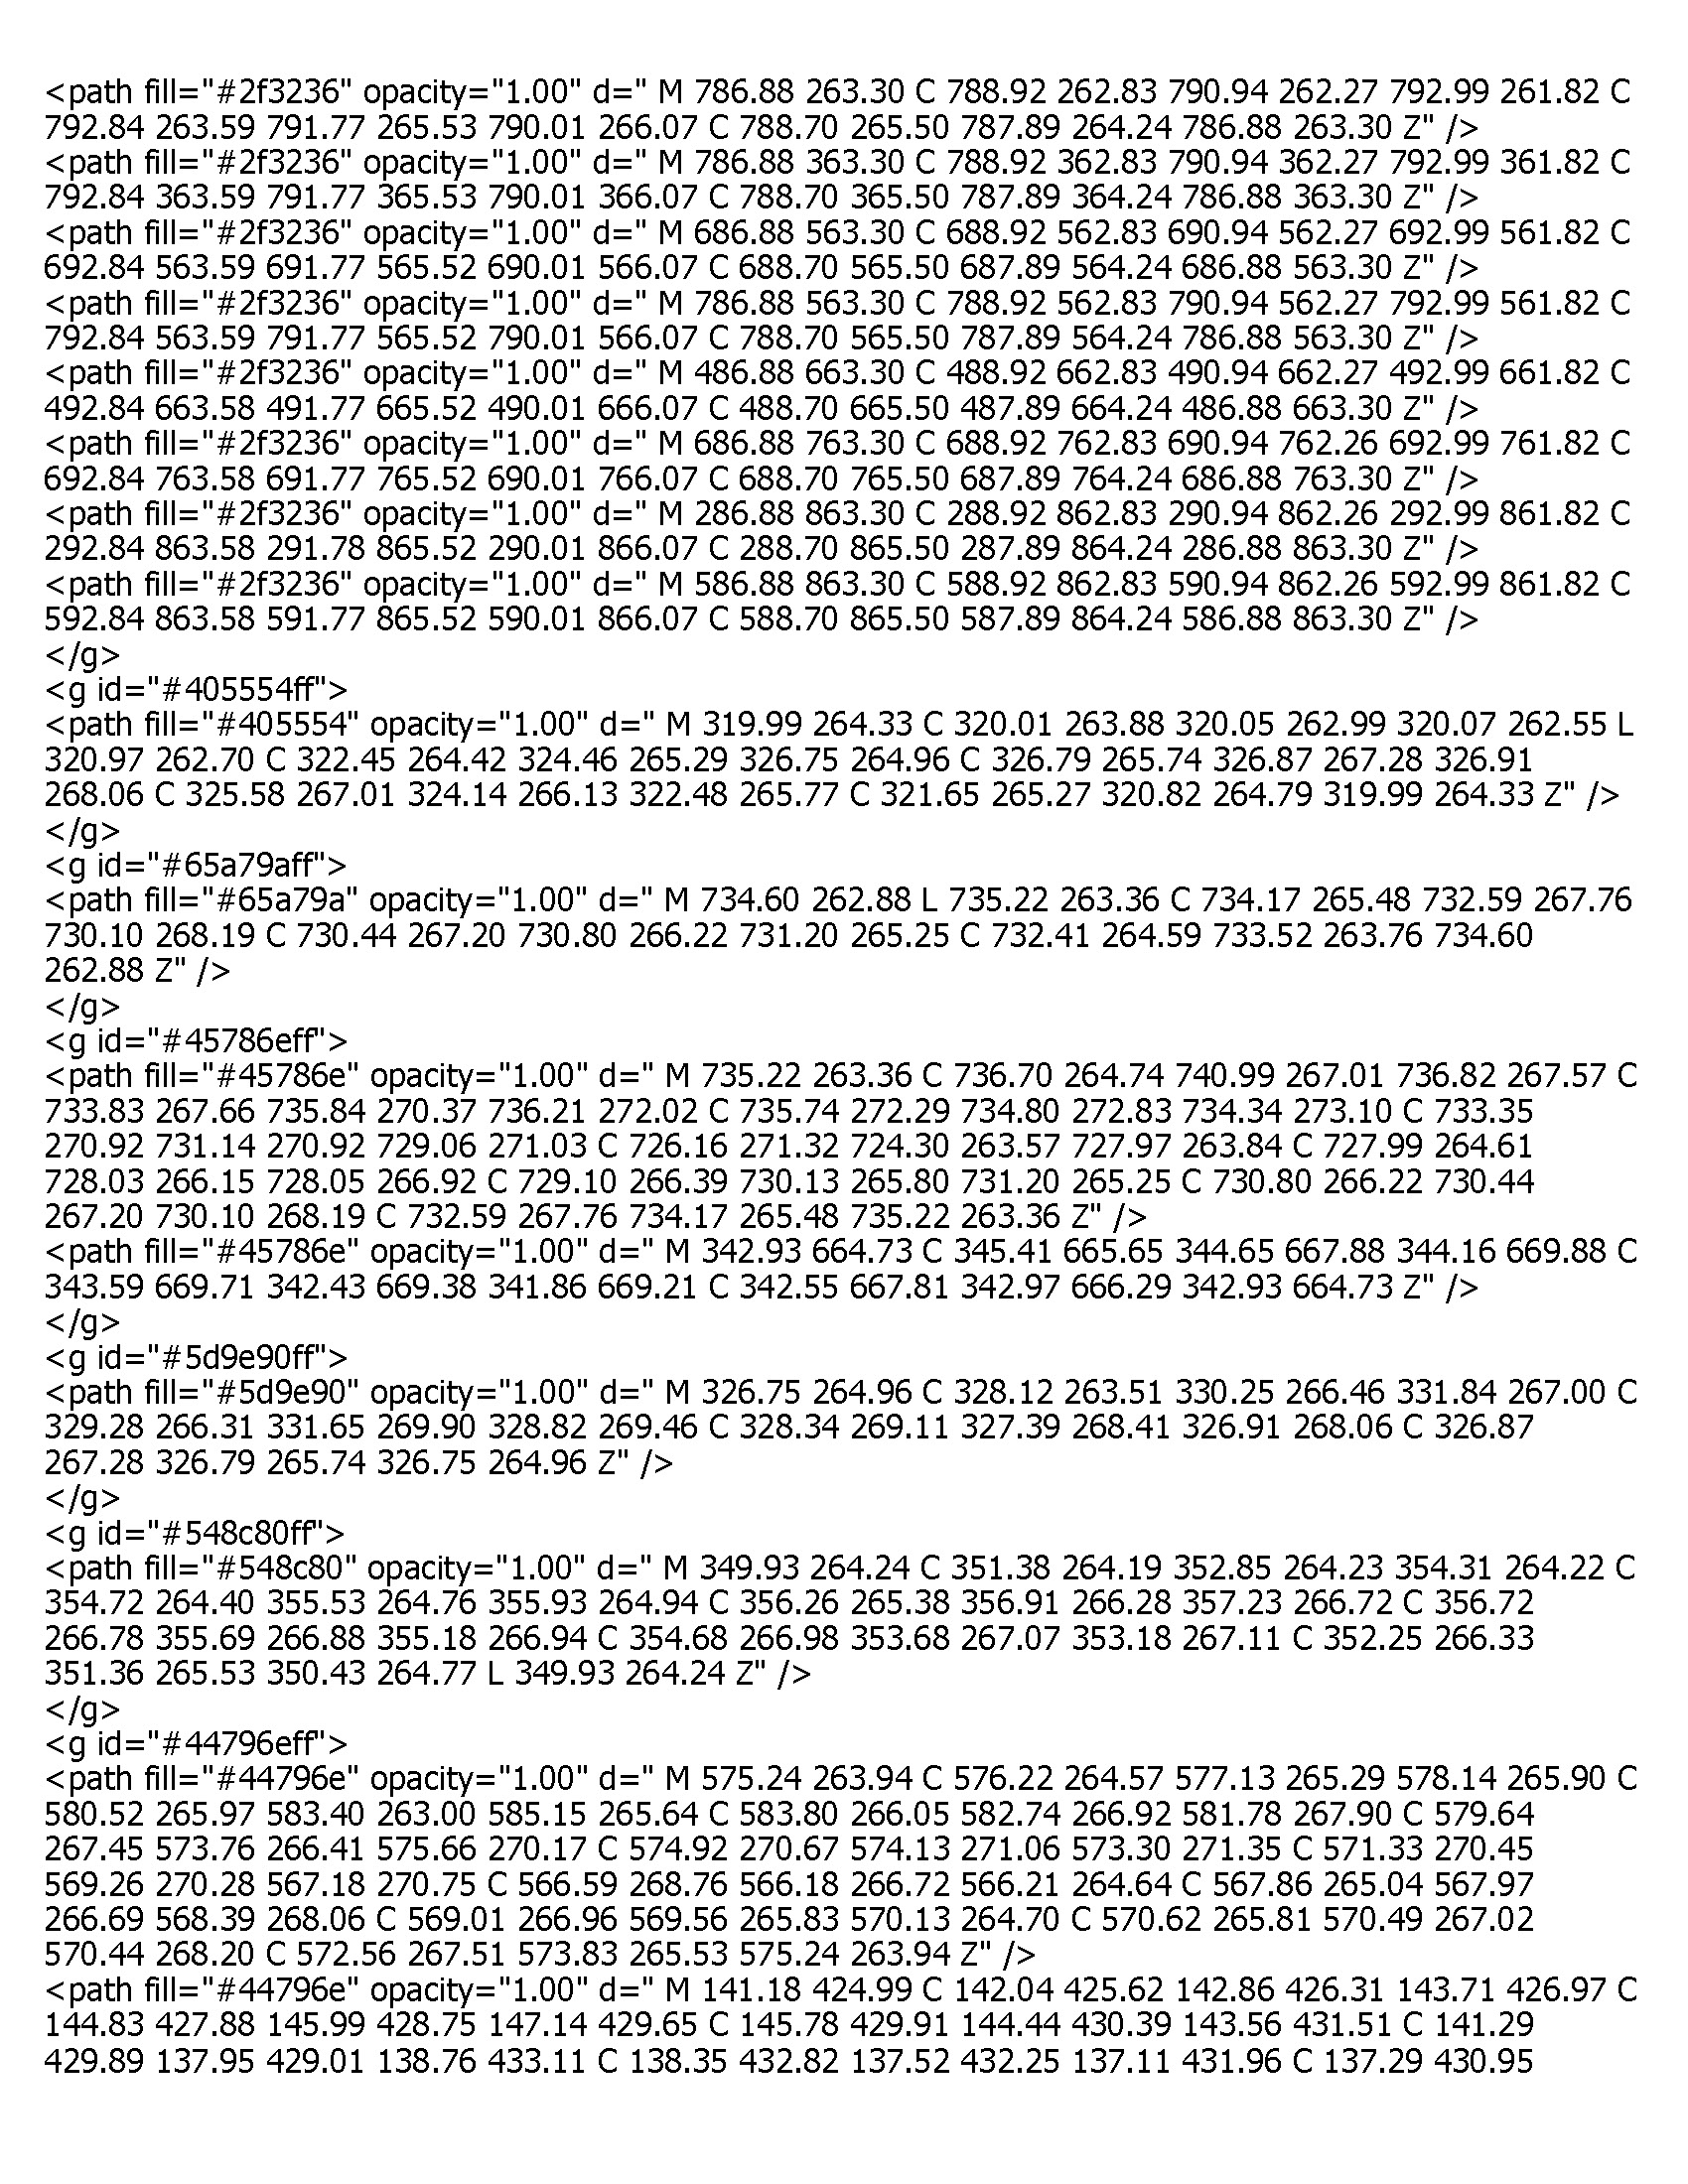 <path fill="#2f3236" opacity="1.00" d=" M 786.88 263.30 C 788.92 262.83 790.94 262.27 792.99 261.82 C
792.84 263.59 791.77 265.53 790.01 266.07 C 788.70 265.50 787.89 264.24 786.88 263.30 Z" />
<path fill="#2f3236" opacity="1.00" d=" M 786.88 363.30 C 788.92 362.83 790.94 362.27 792.99 361.82 C
792.84 363.59 791.77 365.53 790.01 366.07 C 788.70 365.50 787.89 364.24 786.88 363.30 Z" />
<path fill="#2f3236" opacity="1.00" d=" M 686.88 563.30 C 688.92 562.83 690.94 562.27 692.99 561.82 C
692.84 563.59 691.77 565.52 690.01 566.07 C 688.70 565.50 687.89 564.24 686.88 563.30 Z" />
<path fill="#2f3236" opacity="1.00" d=" M 786.88 563.30 C 788.92 562.83 790.94 562.27 792.99 561.82 C
792.84 563.59 791.77 565.52 790.01 566.07 C 788.70 565.50 787.89 564.24 786.88 563.30 Z" />
<path fill="#2f3236" opacity="1.00" d=" M 486.88 663.30 C 488.92 662.83 490.94 662.27 492.99 661.82 C
492.84 663.58 491.77 665.52 490.01 666.07 C 488.70 665.50 487.89 664.24 486.88 663.30 Z" />
<path fill="#2f3236" opacity="1.00" d=" M 686.88 763.30 C 688.92 762.83 690.94 762.26 692.99 761.82 C
692.84 763.58 691.77 765.52 690.01 766.07 C 688.70 765.50 687.89 764.24 686.88 763.30 Z" />
<path fill="#2f3236" opacity="1.00" d=" M 286.88 863.30 C 288.92 862.83 290.94 862.26 292.99 861.82 C
292.84 863.58 291.78 865.52 290.01 866.07 C 288.70 865.50 287.89 864.24 286.88 863.30 Z" />
<path fill="#2f3236" opacity="1.00" d=" M 586.88 863.30 C 588.92 862.83 590.94 862.26 592.99 861.82 C
592.84 863.58 591.77 865.52 590.01 866.07 C 588.70 865.50 587.89 864.24 586.88 863.30 Z" />
</g>
<g id="#405554ff">
<path fill="#405554" opacity="1.00" d=" M 319.99 264.33 C 320.01 263.88 320.05 262.99 320.07 262.55 L
320.97 262.70 C 322.45 264.42 324.46 265.29 326.75 264.96 C 326.79 265.74 326.87 267.28 326.91
268.06 C 325.58 267.01 324.14 266.13 322.48 265.77 C 321.65 265.27 320.82 264.79 319.99 264.33 Z" />
</g>
<g id="#65a79aff">
<path fill="#65a79a" opacity="1.00" d=" M 734.60 262.88 L 735.22 263.36 C 734.17 265.48 732.59 267.76
730.10 268.19 C 730.44 267.20 730.80 266.22 731.20 265.25 C 732.41 264.59 733.52 263.76 734.60
262.88 Z" />
</g>
<g id="#45786eff">
<path fill="#45786e" opacity="1.00" d=" M 735.22 263.36 C 736.70 264.74 740.99 267.01 736.82 267.57 C
733.83 267.66 735.84 270.37 736.21 272.02 C 735.74 272.29 734.80 272.83 734.34 273.10 C 733.35
270.92 731.14 270.92 729.06 271.03 C 726.16 271.32 724.30 263.57 727.97 263.84 C 727.99 264.61
728.03 266.15 728.05 266.92 C 729.10 266.39 730.13 265.80 731.20 265.25 C 730.80 266.22 730.44
267.20 730.10 268.19 C 732.59 267.76 734.17 265.48 735.22 263.36 Z" />
<path fill="#45786e" opacity="1.00" d=" M 342.93 664.73 C 345.41 665.65 344.65 667.88 344.16 669.88 C
343.59 669.71 342.43 669.38 341.86 669.21 C 342.55 667.81 342.97 666.29 342.93 664.73 Z" />
</g>
<g id="#5d9e90ff">
<path fill="#5d9e90" opacity="1.00" d=" M 326.75 264.96 C 328.12 263.51 330.25 266.46 331.84 267.00 C
329.28 266.31 331.65 269.90 328.82 269.46 C 328.34 269.11 327.39 268.41 326.91 268.06 C 326.87
267.28 326.79 265.74 326.75 264.96 Z" />
</g>
<g id="#548c80ff">
<path fill="#548c80" opacity="1.00" d=" M 349.93 264.24 C 351.38 264.19 352.85 264.23 354.31 264.22 C
354.72 264.40 355.53 264.76 355.93 264.94 C 356.26 265.38 356.91 266.28 357.23 266.72 C 356.72
266.78 355.69 266.88 355.18 266.94 C 354.68 266.98 353.68 267.07 353.18 267.11 C 352.25 266.33
351.36 265.53 350.43 264.77 L 349.93 264.24 Z" />
</g>
<g id="#44796eff">
<path fill="#44796e" opacity="1.00" d=" M 575.24 263.94 C 576.22 264.57 577.13 265.29 578.14 265.90 C
580.52 265.97 583.40 263.00 585.15 265.64 C 583.80 266.05 582.74 266.92 581.78 267.90 C 579.64
267.45 573.76 266.41 575.66 270.17 C 574.92 270.67 574.13 271.06 573.30 271.35 C 571.33 270.45
569.26 270.28 567.18 270.75 C 566.59 268.76 566.18 266.72 566.21 264.64 C 567.86 265.04 567.97
266.69 568.39 268.06 C 569.01 266.96 569.56 265.83 570.13 264.70 C 570.62 265.81 570.49 267.02
570.44 268.20 C 572.56 267.51 573.83 265.53 575.24 263.94 Z" />
<path fill="#44796e" opacity="1.00" d=" M 141.18 424.99 C 142.04 425.62 142.86 426.31 143.71 426.97 C
144.83 427.88 145.99 428.75 147.14 429.65 C 145.78 429.91 144.44 430.39 143.56 431.51 C 141.29
429.89 137.95 429.01 138.76 433.11 C 138.35 432.82 137.52 432.25 137.11 431.96 C 137.29 430.95